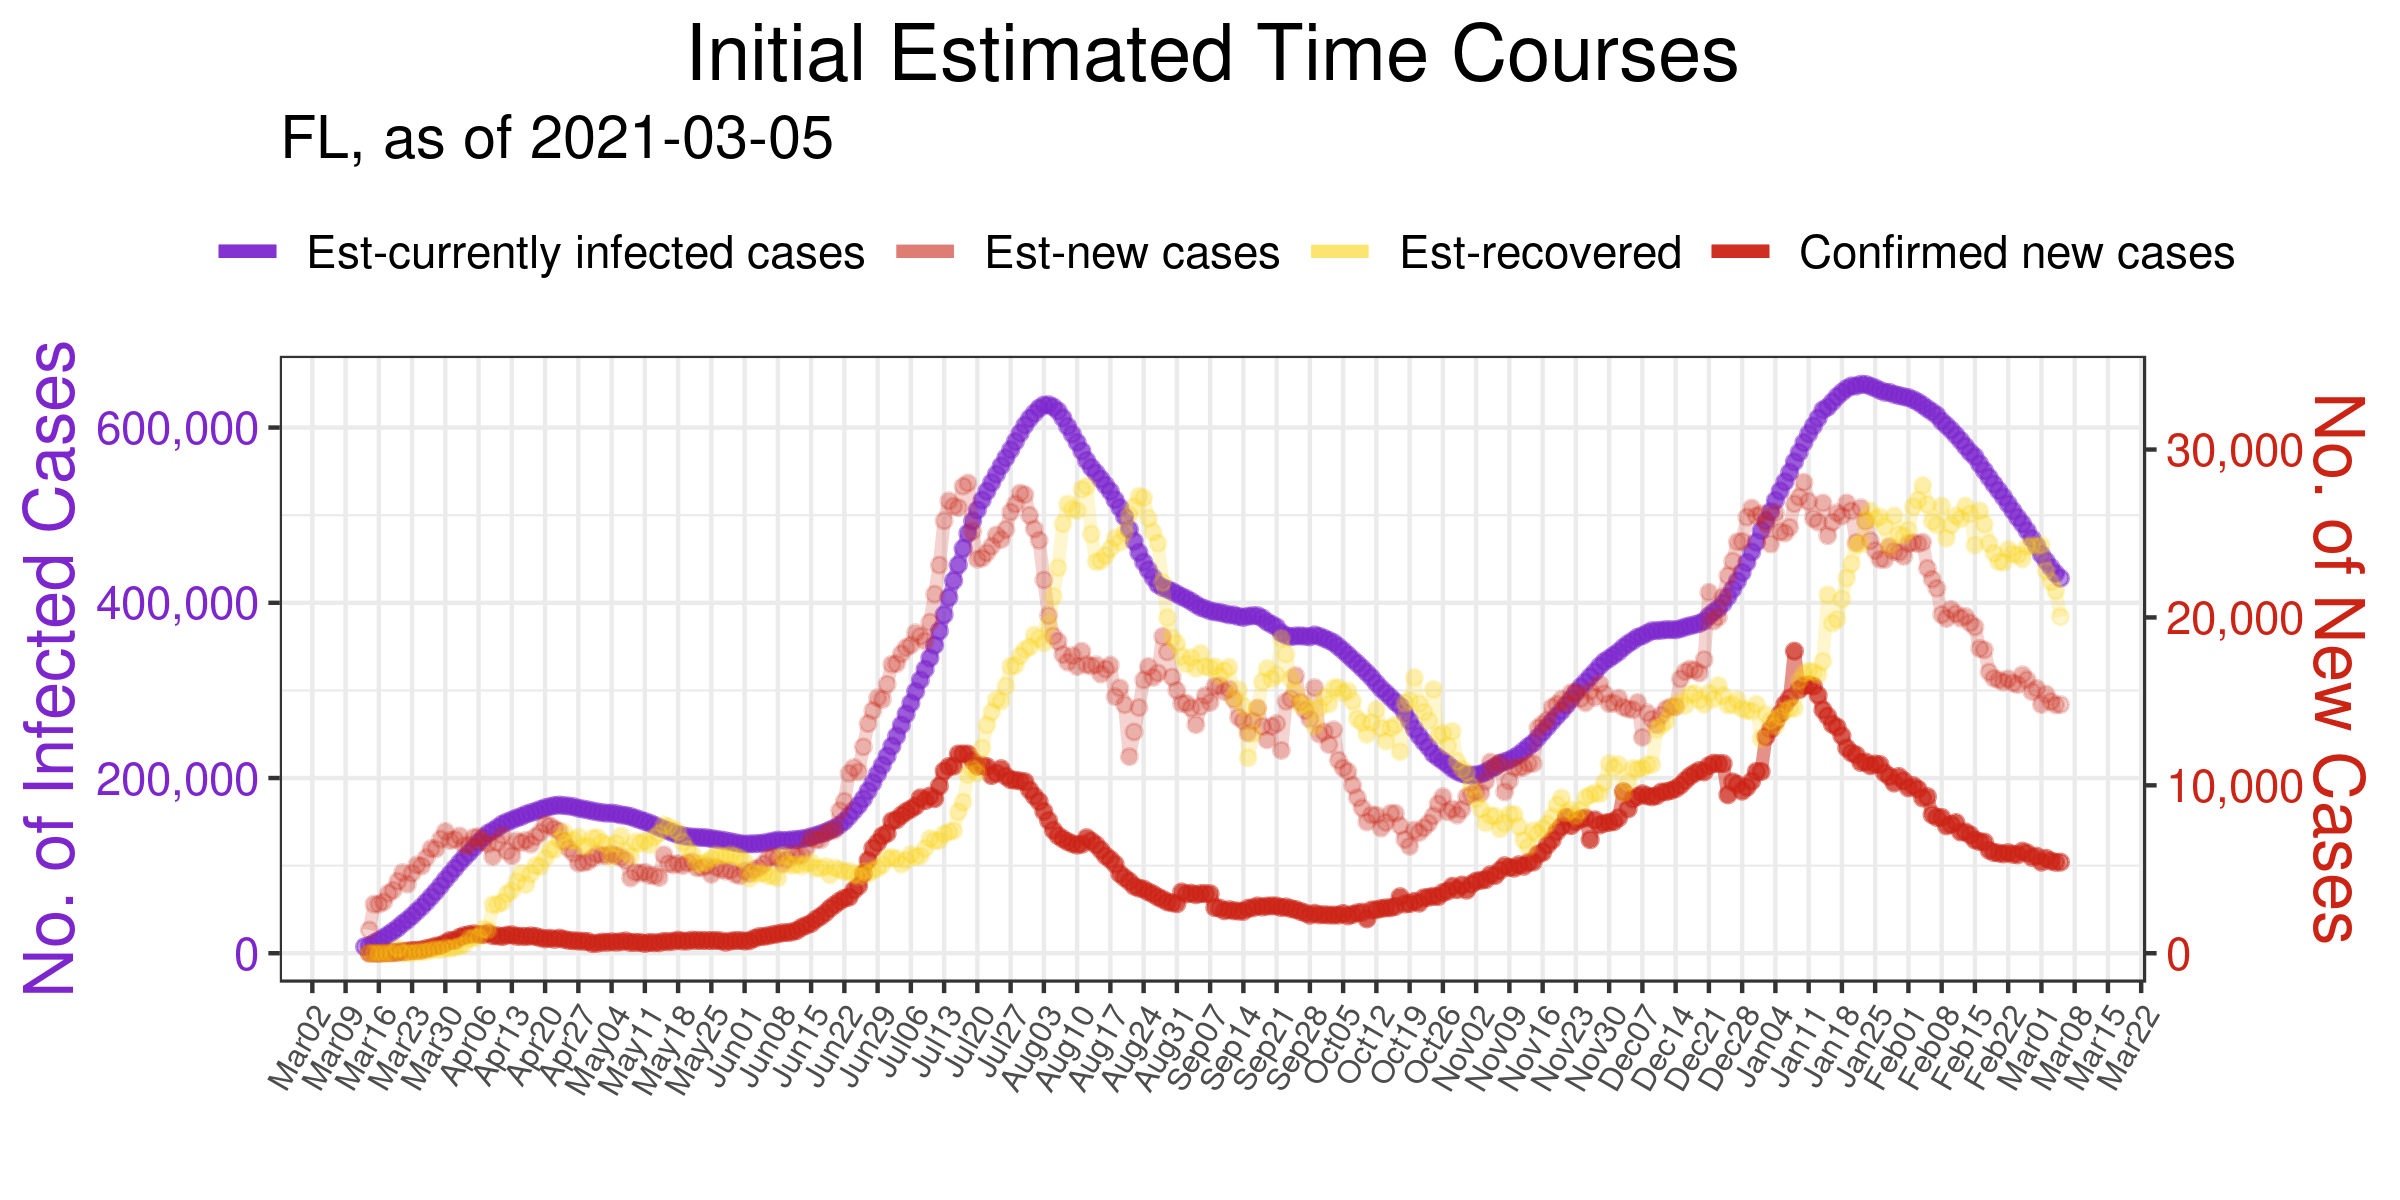 Initial Estimated Time Courses
FL, as of 2021-03-05
Est-currently infected cases Est-new cases Est-recovered Confirmed new cases
No. of Infected Cases
600,000
400,000
200,000
0
30,000
20,000
10,000
0
No. of New Cases
Mar02 Mar09 Mar16 Mar23 Mar30 Apr06 Apr13 Apr20 Apr27 May04 May11 May18 May25 Jun01 Jun08 Jun15 Jun22 Jun29 Jul06 Jul13 Jul20 Jul27 Aug03 Aug10 Aug17 Aug24 Aug31 Sep07 Sep14 Sep21 Sep28 Oct05 Oct12 Oct19 Oct26 Nov02 Nov09 Nov16 Nov23 Nov30 Dec07 Dec14 Dec21 Dec28 Jan04 Jan11 Jan18 Jan25 Feb01 Feb08 Feb15 Feb22 Mar01 Mar08 Mar15 Mar22